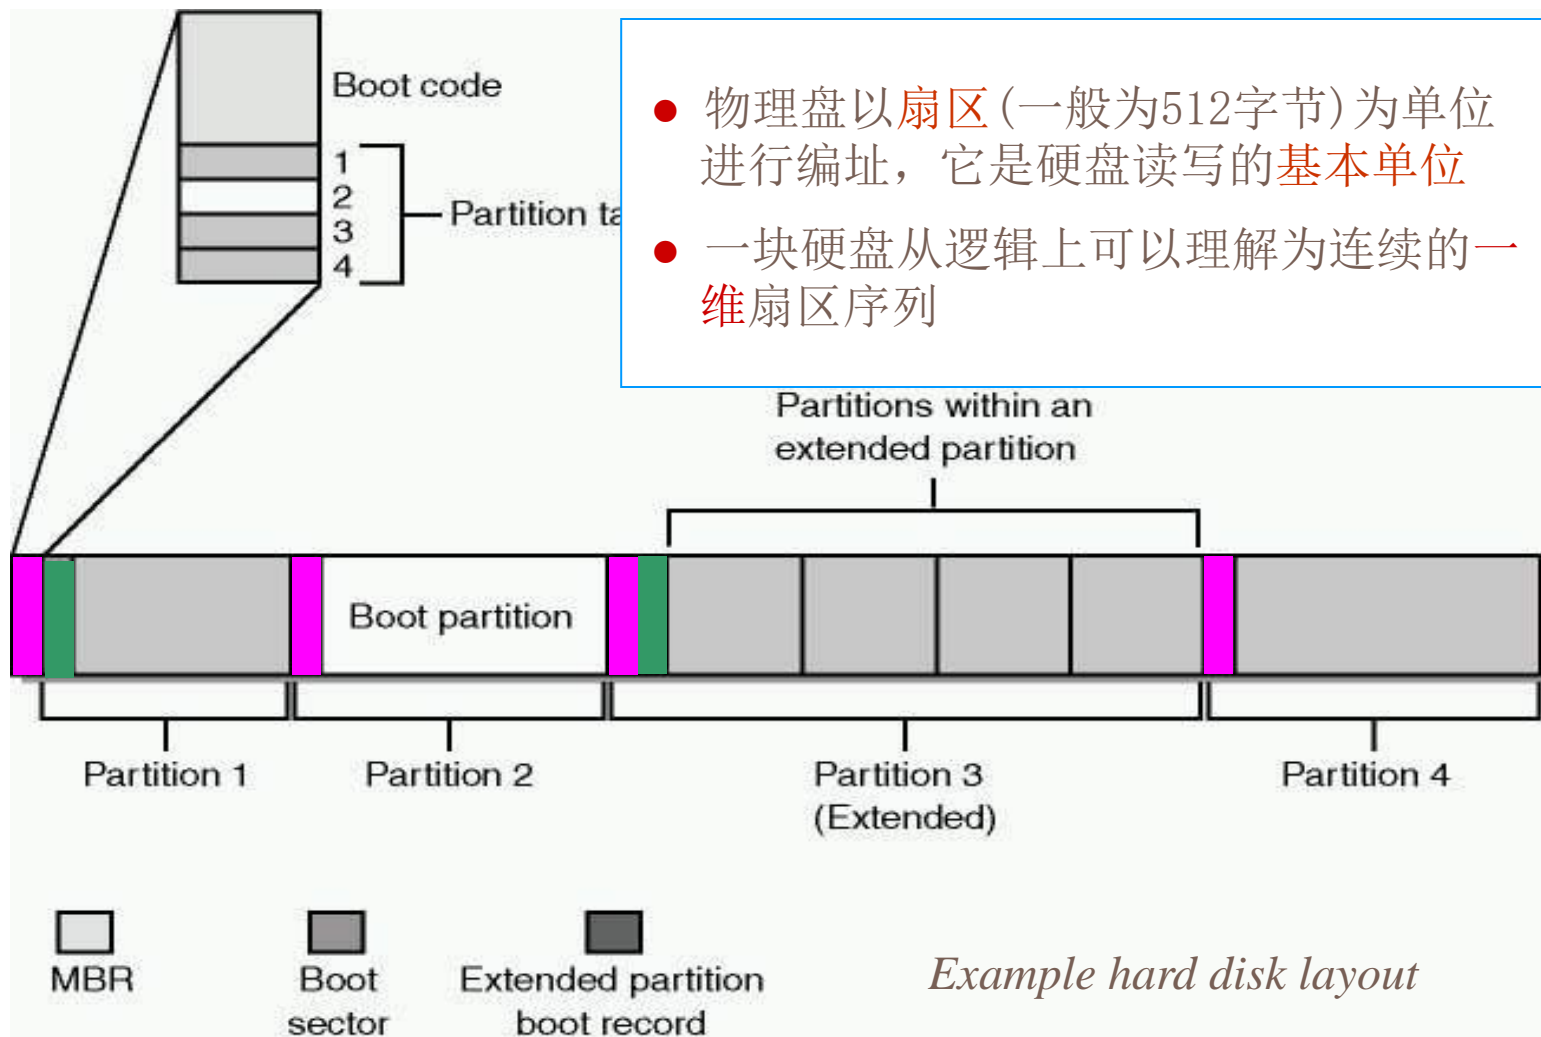 Boot code
1
2
3
4
Partition
● 物理盘以扇区(一般为512字节)为单位
进行编址，它是硬盘读写的基本单位
● 一块硬盘从逻辑上可以理解为连续的一
维扇区序列
Partitions within an
extended partition
Boot partition
Partition 1
Partition 2
Partition 3
(Extended)
Partition 4
MBR
Boot
sector
Extended partition
boot record
Example hard disk layout